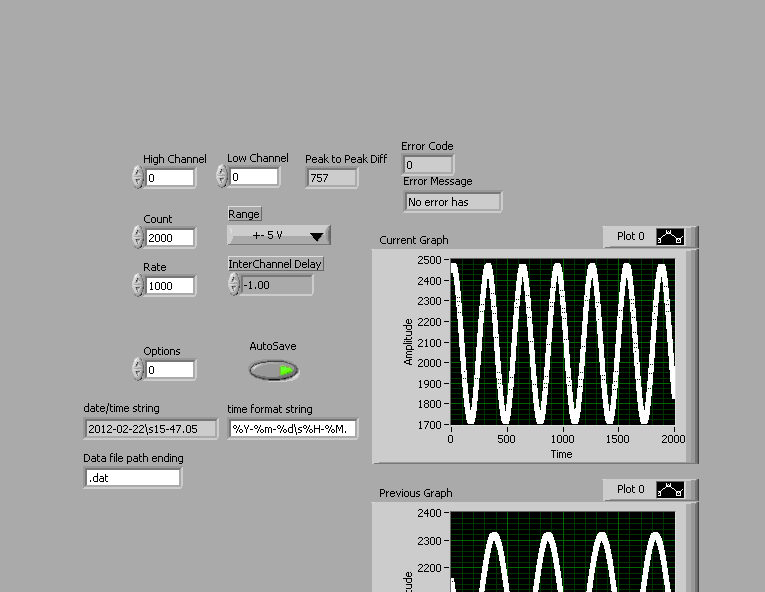 High Channel
0
Low Channel
0
Peak to Peak Diff
757
Error Code
0
Error Message
No error has
Count
2000
Range
+- 5 V
Rate
1000
InterChannel Delay
-1.00
Options
0
AutoSave
date/time string
2012-02-22\s15-47.05
time format string
%Y-%m-%d\s%H-%M.
Data file path ending
.dat
Current Graph
Plot 0
Amplitude
2500
2400
2300
2200
2100
2000
1900
1800
1700
0
500
1000
1500
2000
Time
Previous Graph
Plot 0
2400
2300
2200